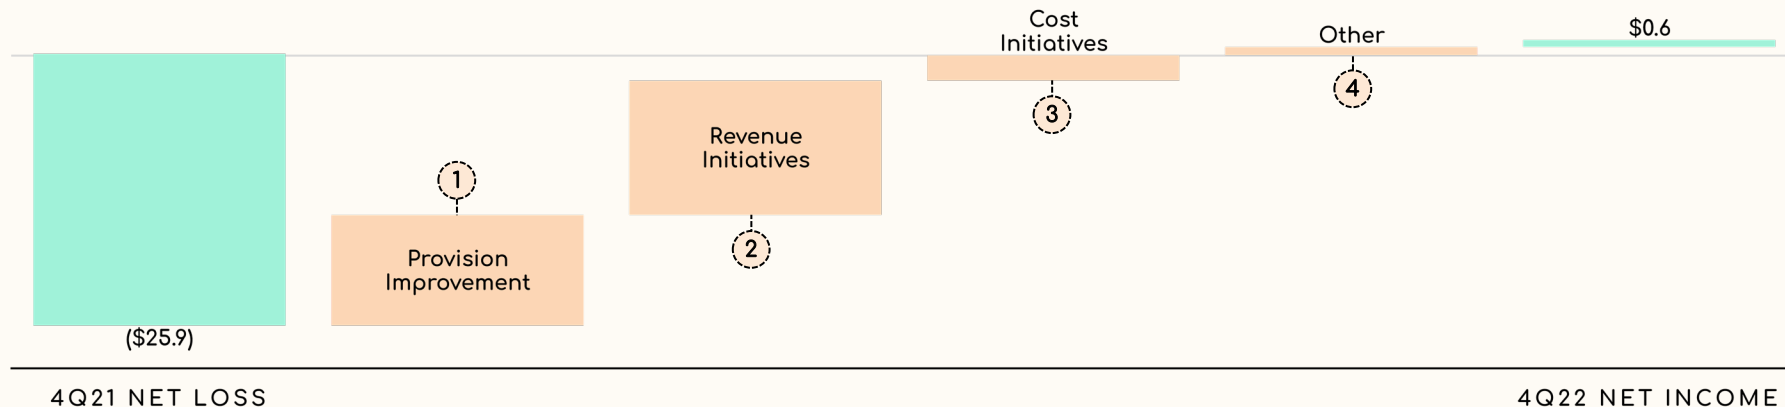 Cost
Initiatives
Other
$0.6
Revenue
Initiatives
1
3
4
2
Provision
Improvement
($25.9)
4Q21 NET LOSS
4Q22 NET INCOME